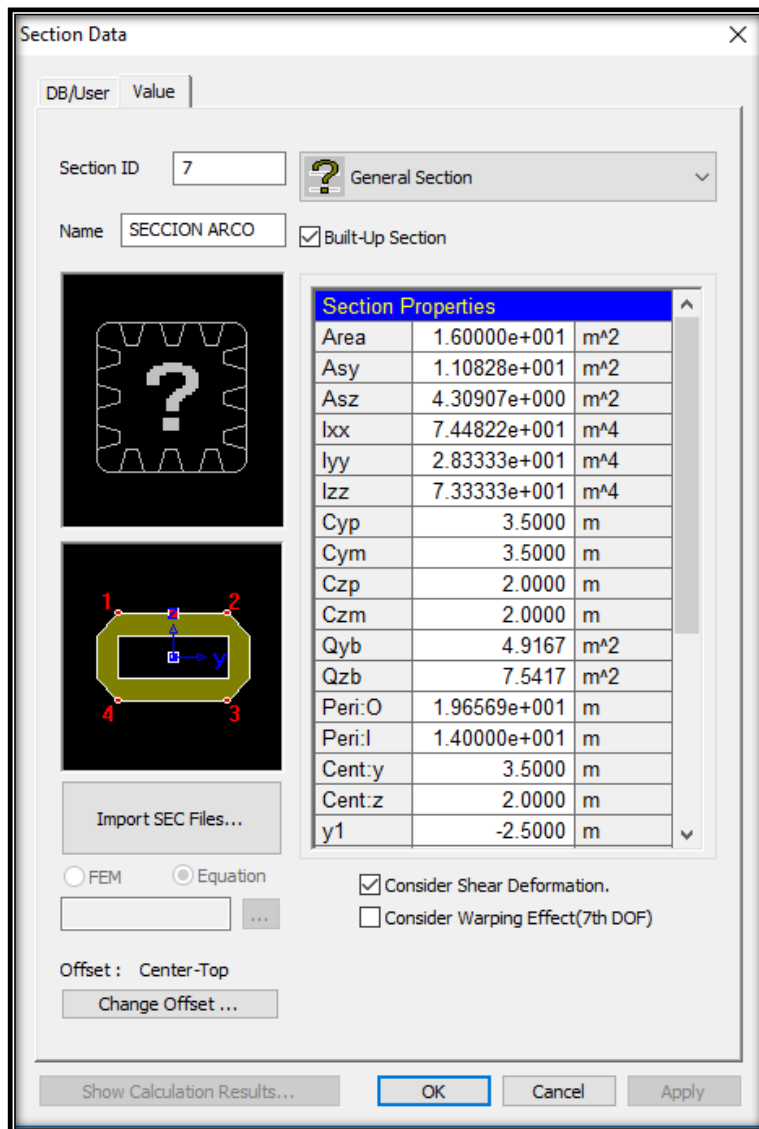 Section Data
DB/User Value
Section ID 7 General Section
Name SECCION ARCO Built-Up Section
Section Properties
Area 1.60000e+001 m^2
Asy 1.10828e+001 m^2
Asz 4.30907e+000 m^2
Ixx 7.44822e+001 m^4
Iyy 2.83333e+001 m^4
Izz 7.33333e+001 m^4
Cyp 3.5000 m
Cym 3.5000 m
Czp 2.0000 m
Czm 2.0000 m
Qyb 4.9167 m^2
Qzb 7.5417 m^2
Peri:O 1.96569e+001 m
Peri:I 1.40000e+001 m
Cent:y 3.5000 m
Cent:z 2.0000 m
y1 -2.5000 m
?
1 z 2
y
4 3
Import SEC Files...
FEM Equation
...
Consider Shear Deformation.
Consider Warping Effect(7th DOF)
Offset : Center-Top
Change Offset ...
Show Calculation Results... OK Cancel Apply